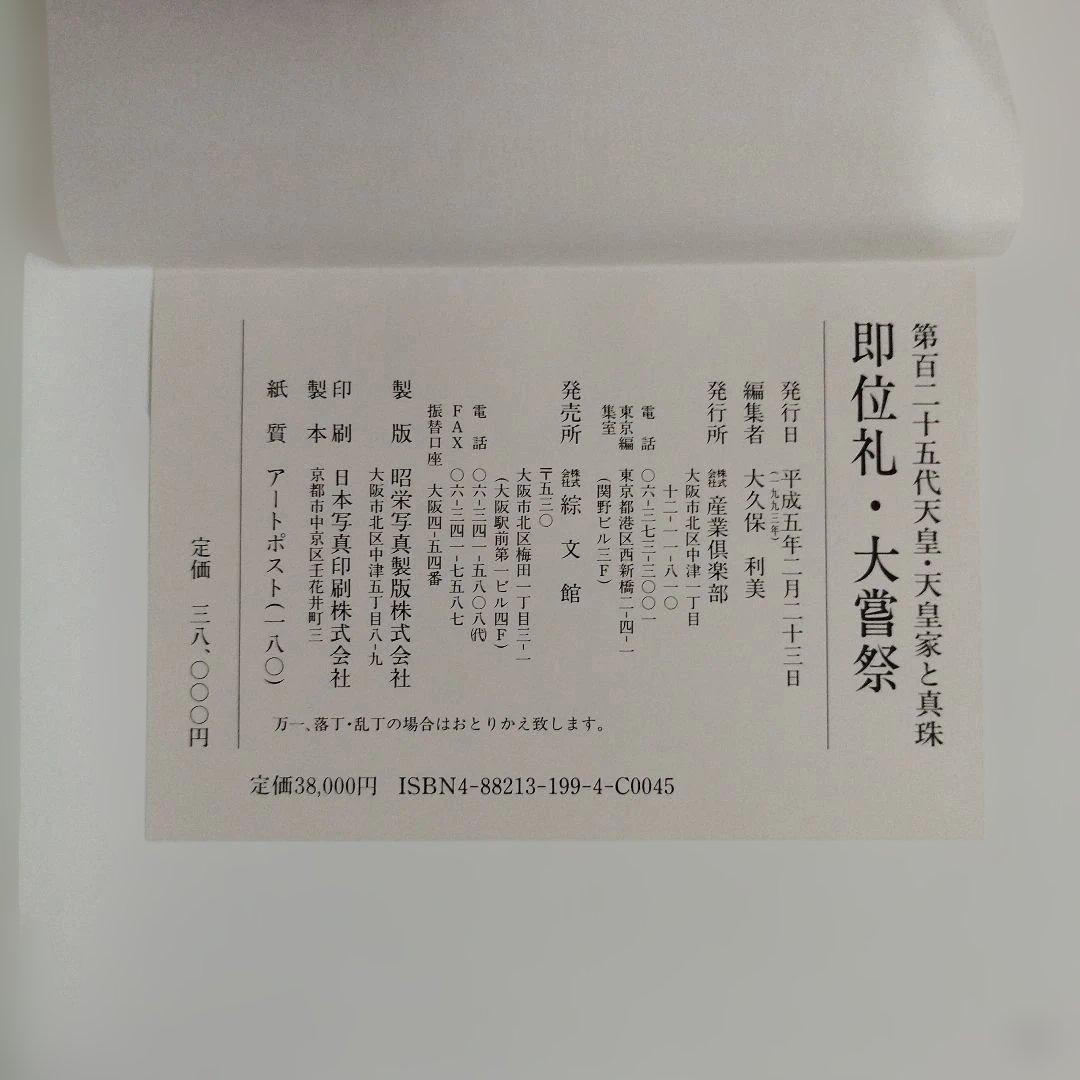 第百二十五代天皇・天皇家と真珠
即位礼・大嘗祭
発行日 平成五年二月二十三日
(一九九三年)
編集者 大久保 利美
発行所 株式会社 産業倶楽部
大阪市北区中津一丁目
十二-一一-八一〇
電話 〇六-三七三-三〇〇一
東京編集室 東京都港区西新橋二-四-一
(関野ビル三F)
発売所 株式会社 綜文館
〒五三〇
大阪市北区梅田一丁目三-一
(大阪駅前第一ビル四F)
電話 〇六-三四一-五八〇八(代)
FAX 〇六-三四一-七五八七
振替口座 大阪四-五四番
製版 昭栄写真製版株式会社
大阪市北区中津五丁目八-九
印刷 日本写真印刷株式会社
製本 京都市中京区壬花井町三
紙質 アートポスト(一八〇)
定価 三八、〇〇〇円
万一、落丁・乱丁の場合はおとりかえ致します。
定価38,000円 ISBN4-88213-199-4-C0045